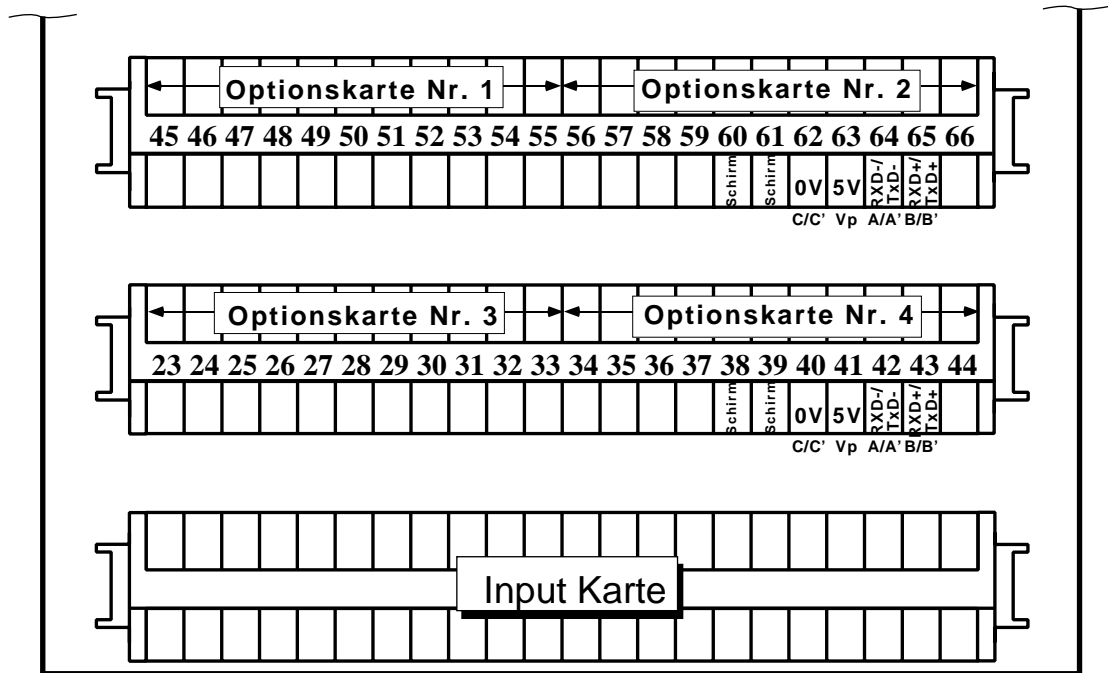 Optionskarte Nr. 1 Optionskarte Nr. 2
45 46 47 48 49 50 51 52 53 54 55 56 57 58 59 60 61 62 63 64 65 66
Schirm Schirm 0V 5V RXD-/ TxD- RXD+/ TxD+
C/C’ Vp A/A’ B/B’
Optionskarte Nr. 3 Optionskarte Nr. 4
23 24 25 26 27 28 29 30 31 32 33 34 35 36 37 38 39 40 41 42 43 44
Schirm Schirm 0V 5V RXD-/ TxD- RXD+/ TxD+
C/C’ Vp A/A’ B/B’
Input Karte